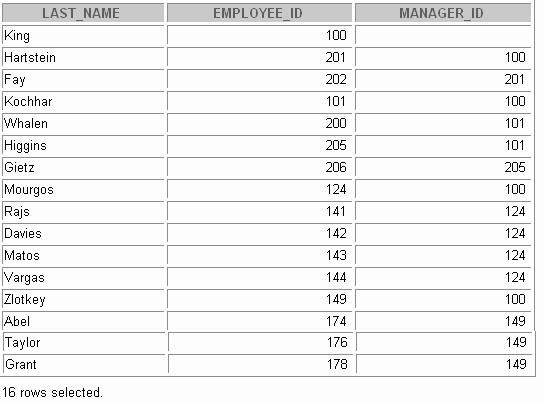 LAST_NAME EMPLOYEE_ID MANAGER_ID
King 100
Hartstein 201 100
Fay 202 201
Kochhar 101 100
Whalen 200 101
Higgins 205 101
Gietz 206 205
Mourgos 124 100
Rajs 141 124
Davies 142 124
Matos 143 124
Vargas 144 124
Zlotkey 149 100
Abel 174 149
Taylor 176 149
Grant 178 149
16 rows selected.